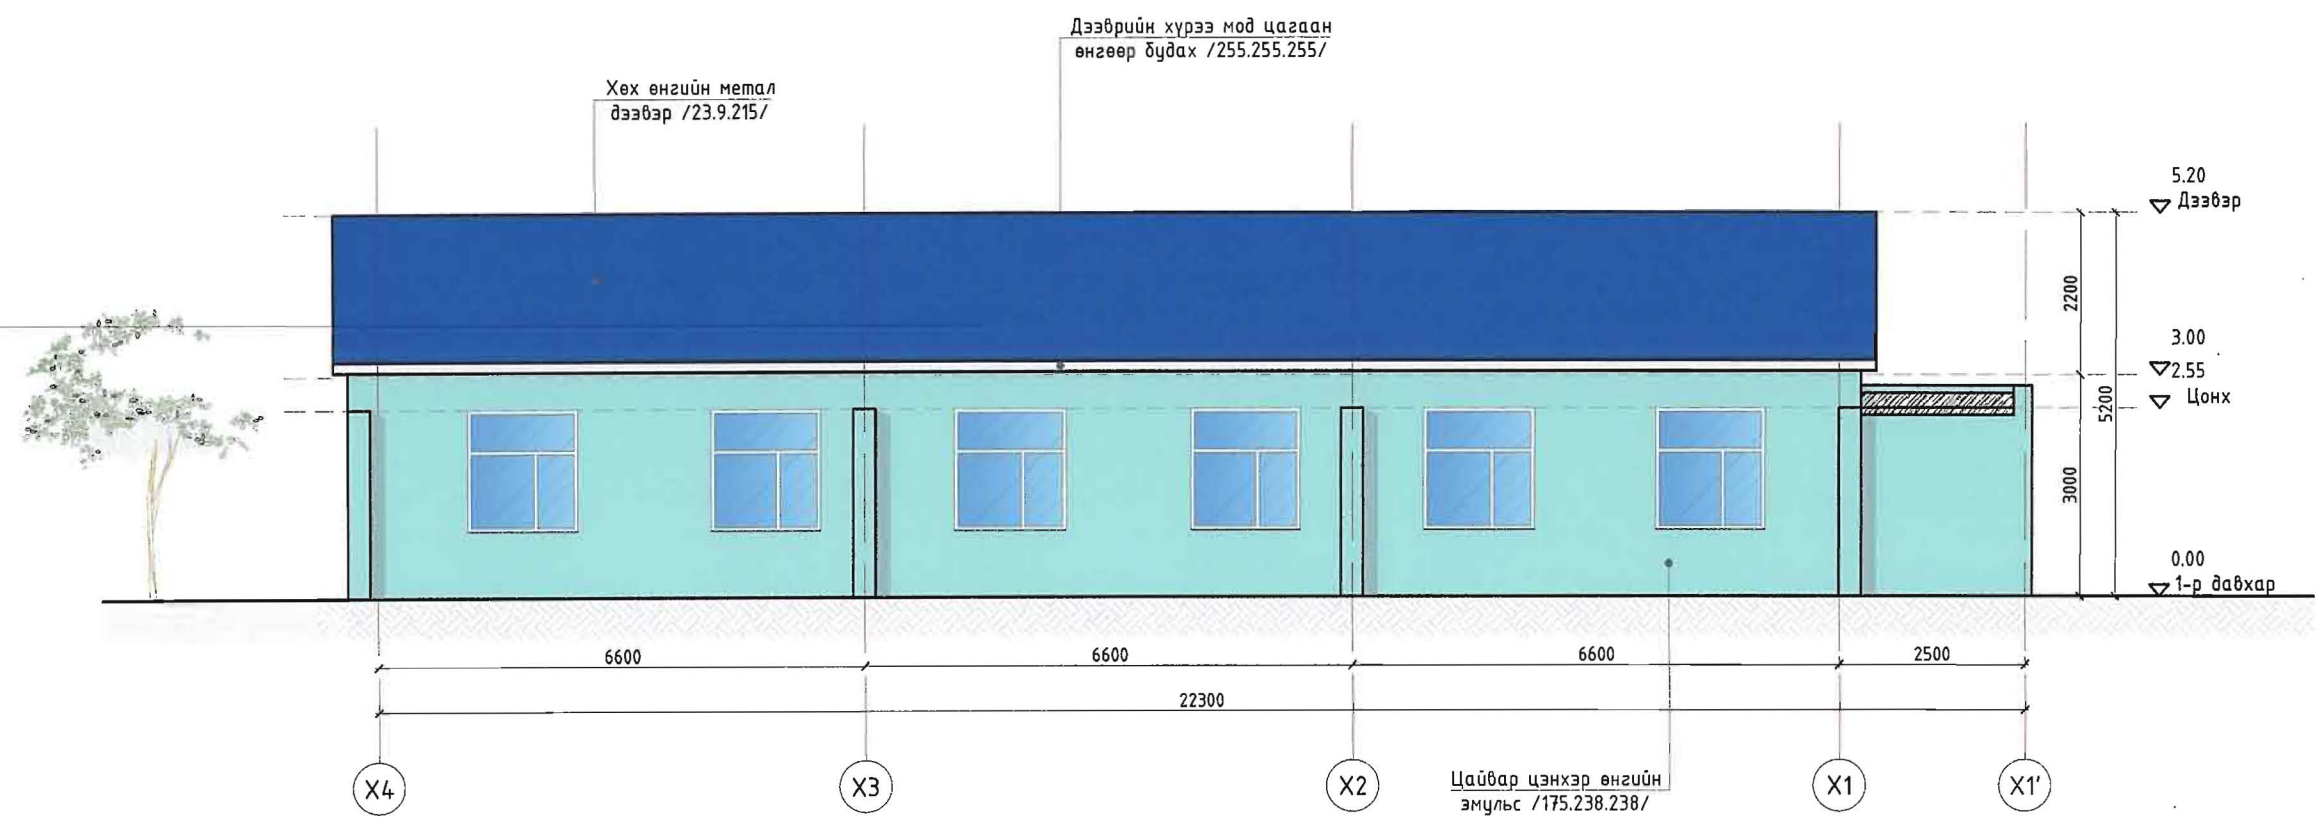 Дээврийн хүрээ мод цагаан
өнгөөр будах /255.255.255/
Хөх өнгийн метал
дээвэр /23.9.215/
5.20
Дээвэр
2200
3.00
2.55
Цонх
5200
3000
0.00
1-р давхар
6600
6600
6600
2500
22300
Цайвар цэнхэр өнгийн
эмульс /175.238.238/
X4
X3
X2
X1
X1'